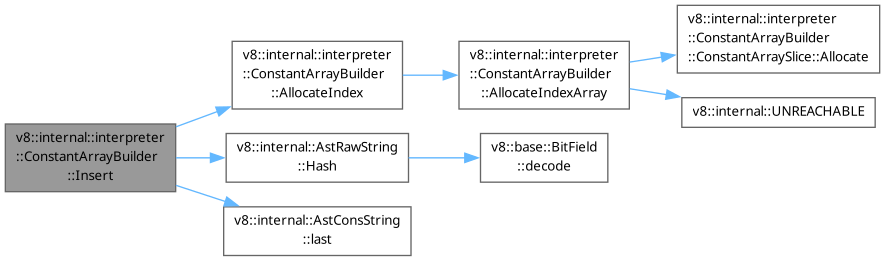 v8::internal::interpreter
::ConstantArrayBuilder
::Insert
v8::internal::interpreter
::ConstantArrayBuilder
::AllocateIndex
v8::internal::interpreter
::ConstantArrayBuilder
::AllocateIndexArray
v8::internal::interpreter
::ConstantArrayBuilder
::ConstantArraySlice::Allocate
v8::internal::UNREACHABLE
v8::internal::AstRawString
::Hash
v8::base::BitField
::decode
v8::internal::AstConsString
::last